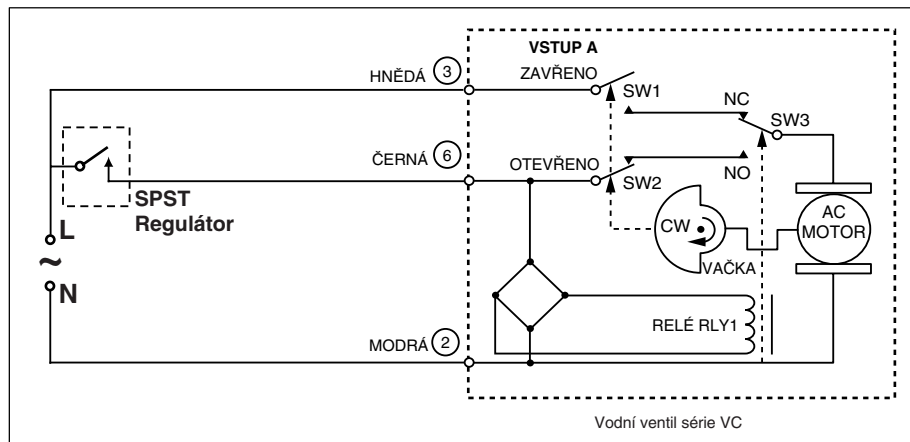 VSTUP A
HNĚDÁ 3
ZAVŘENO
SW1
NC
SW3
ČERNÁ 6
OTEVŘENO
SW2
NO
SPST
Regulátor
L
~
N
CW
VAČKA
AC
MOTOR
RELÉ RLY1
MODRÁ 2
Vodní ventil série VC